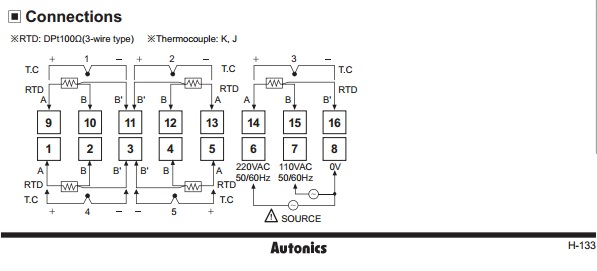 Connections
※RTD: DPt100Ω(3-wire type) ※Thermocouple: K, J
+ 1 − − 2 + + 3 −
T.C T.C T.C T.C
RTD RTD RTD RTD
A B B' B' B A A B B'
9 10 11 12 13 14 15 16
1 2 3 4 5 6 7 8
A B B' B' B A 220VAC 110VAC 0V
50/60Hz 50/60Hz
RTD RTD
T.C T.C
+ 4 − − 5 +
SOURCE
Autonics
H-133